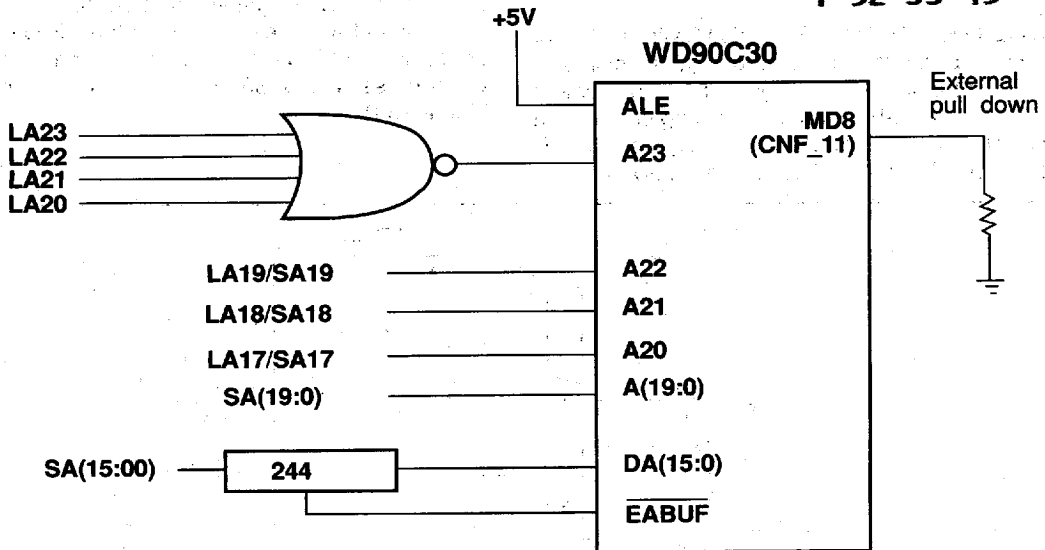 +5V
WD90C30
External
pull down
LA23
LA22
LA21
LA20
ALE
A23
MD8
(CNF_11)
LA19/SA19
A22
LA18/SA18
A21
LA17/SA17
A20
SA(19:0)
A(19:0)
SA(15:00)
244
DA(15:0)
EABUF